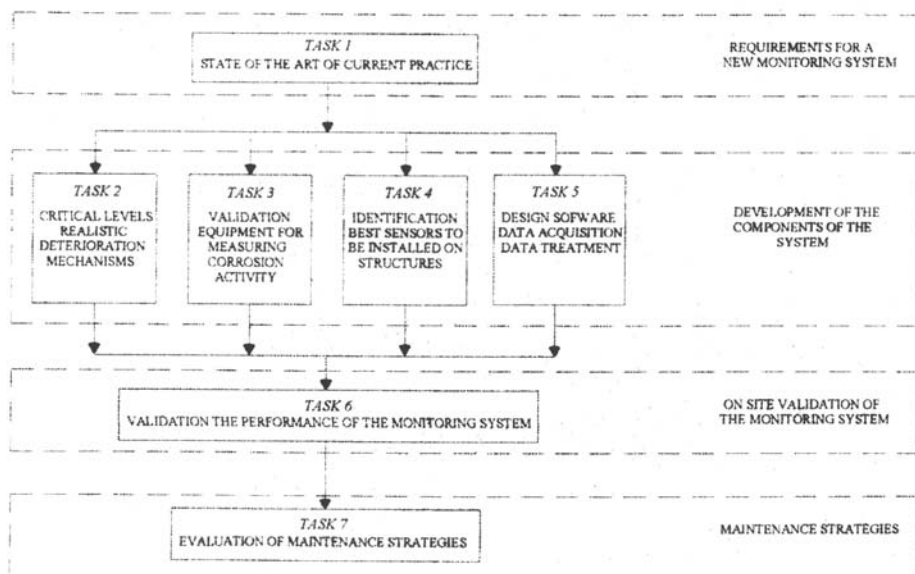 TASK 1
STATE OF THE ART OF CURRENT PRACTICE
REQUIREMENTS FOR A
NEW MONITORING SYSTEM
TASK 2
CRITICAL LEVELS
REALISTIC
DETERIORATION
MECHANISMS
TASK 3
VALIDATION
EQUIPMENT FOR
MEASURING
CORROSION
ACTIVITY
TASK 4
IDENTIFICATION
BEST SENSORS TO
BE INSTALLED ON
STRUCTURES
TASK 5
DESIGN SOFWARE
DATA ACQUISITION
DATA TREATMENT
DEVELOPMENT OF THE
COMPONENTS OF THE
SYSTEM
TASK 6
VALIDATION THE PERFORMANCE OF THE MONITORING SYSTEM
ON SITE VALIDATION OF
THE MONITORING SYSTEM
TASK 7
EVALUATION OF MAINTENANCE STRATEGIES
MAINTENANCE STRATEGIES